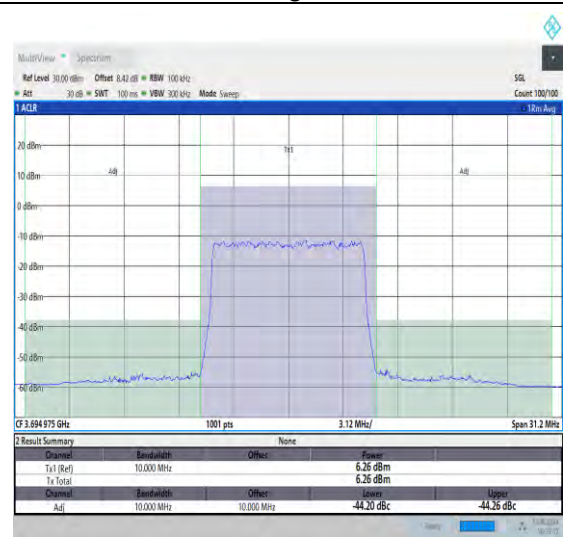 MultiView Spectrum
Ref Level 30.00 dBm Offset 8.42 dB RBW 100 kHz SGL
Att 30 dB SWT 100 ms VBW 300 kHz Mode Sweep Count 100/100
1 ACLR 1Rm Avg
Tx1
Adj Adj
20 dBm
10 dBm
0 dBm
-10 dBm
-20 dBm
-30 dBm
-40 dBm
-50 dBm
-60 dBm
CF 3.694 975 GHz 1001 pts 3.12 MHz/ Span 31.2 MHz
2 Result Summary None
Channel Bandwidth Offset Power
Tx1 (Ref) 10.000 MHz 6.26 dBm
Tx Total 6.26 dBm
Channel Bandwidth Offset Lower Upper
Adj 10.000 MHz 10.000 MHz -44.20 dBc -44.26 dBc
Ready